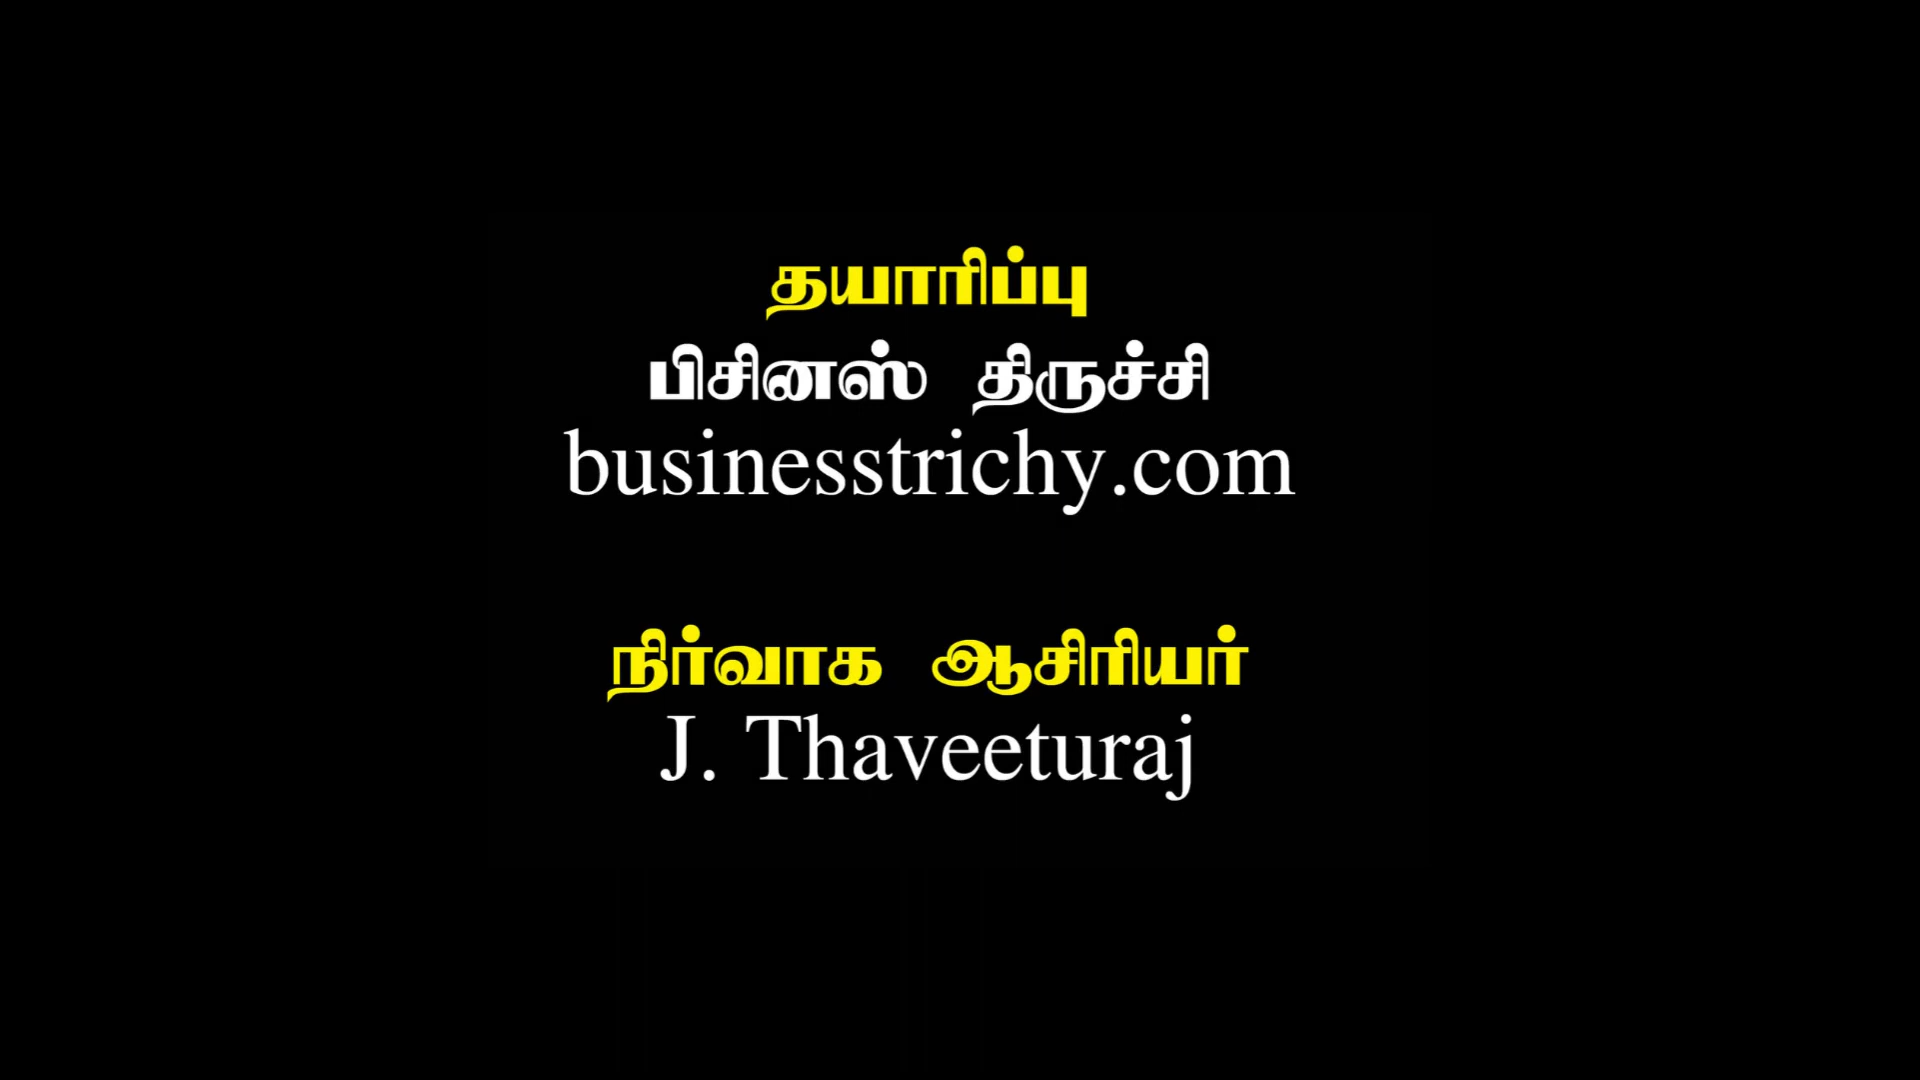 தயாரிப்பு
பிசினஸ் திருச்சி
businesstrichy.com
நிர்வாக ஆசிரியர்
J. Thaveeturaj